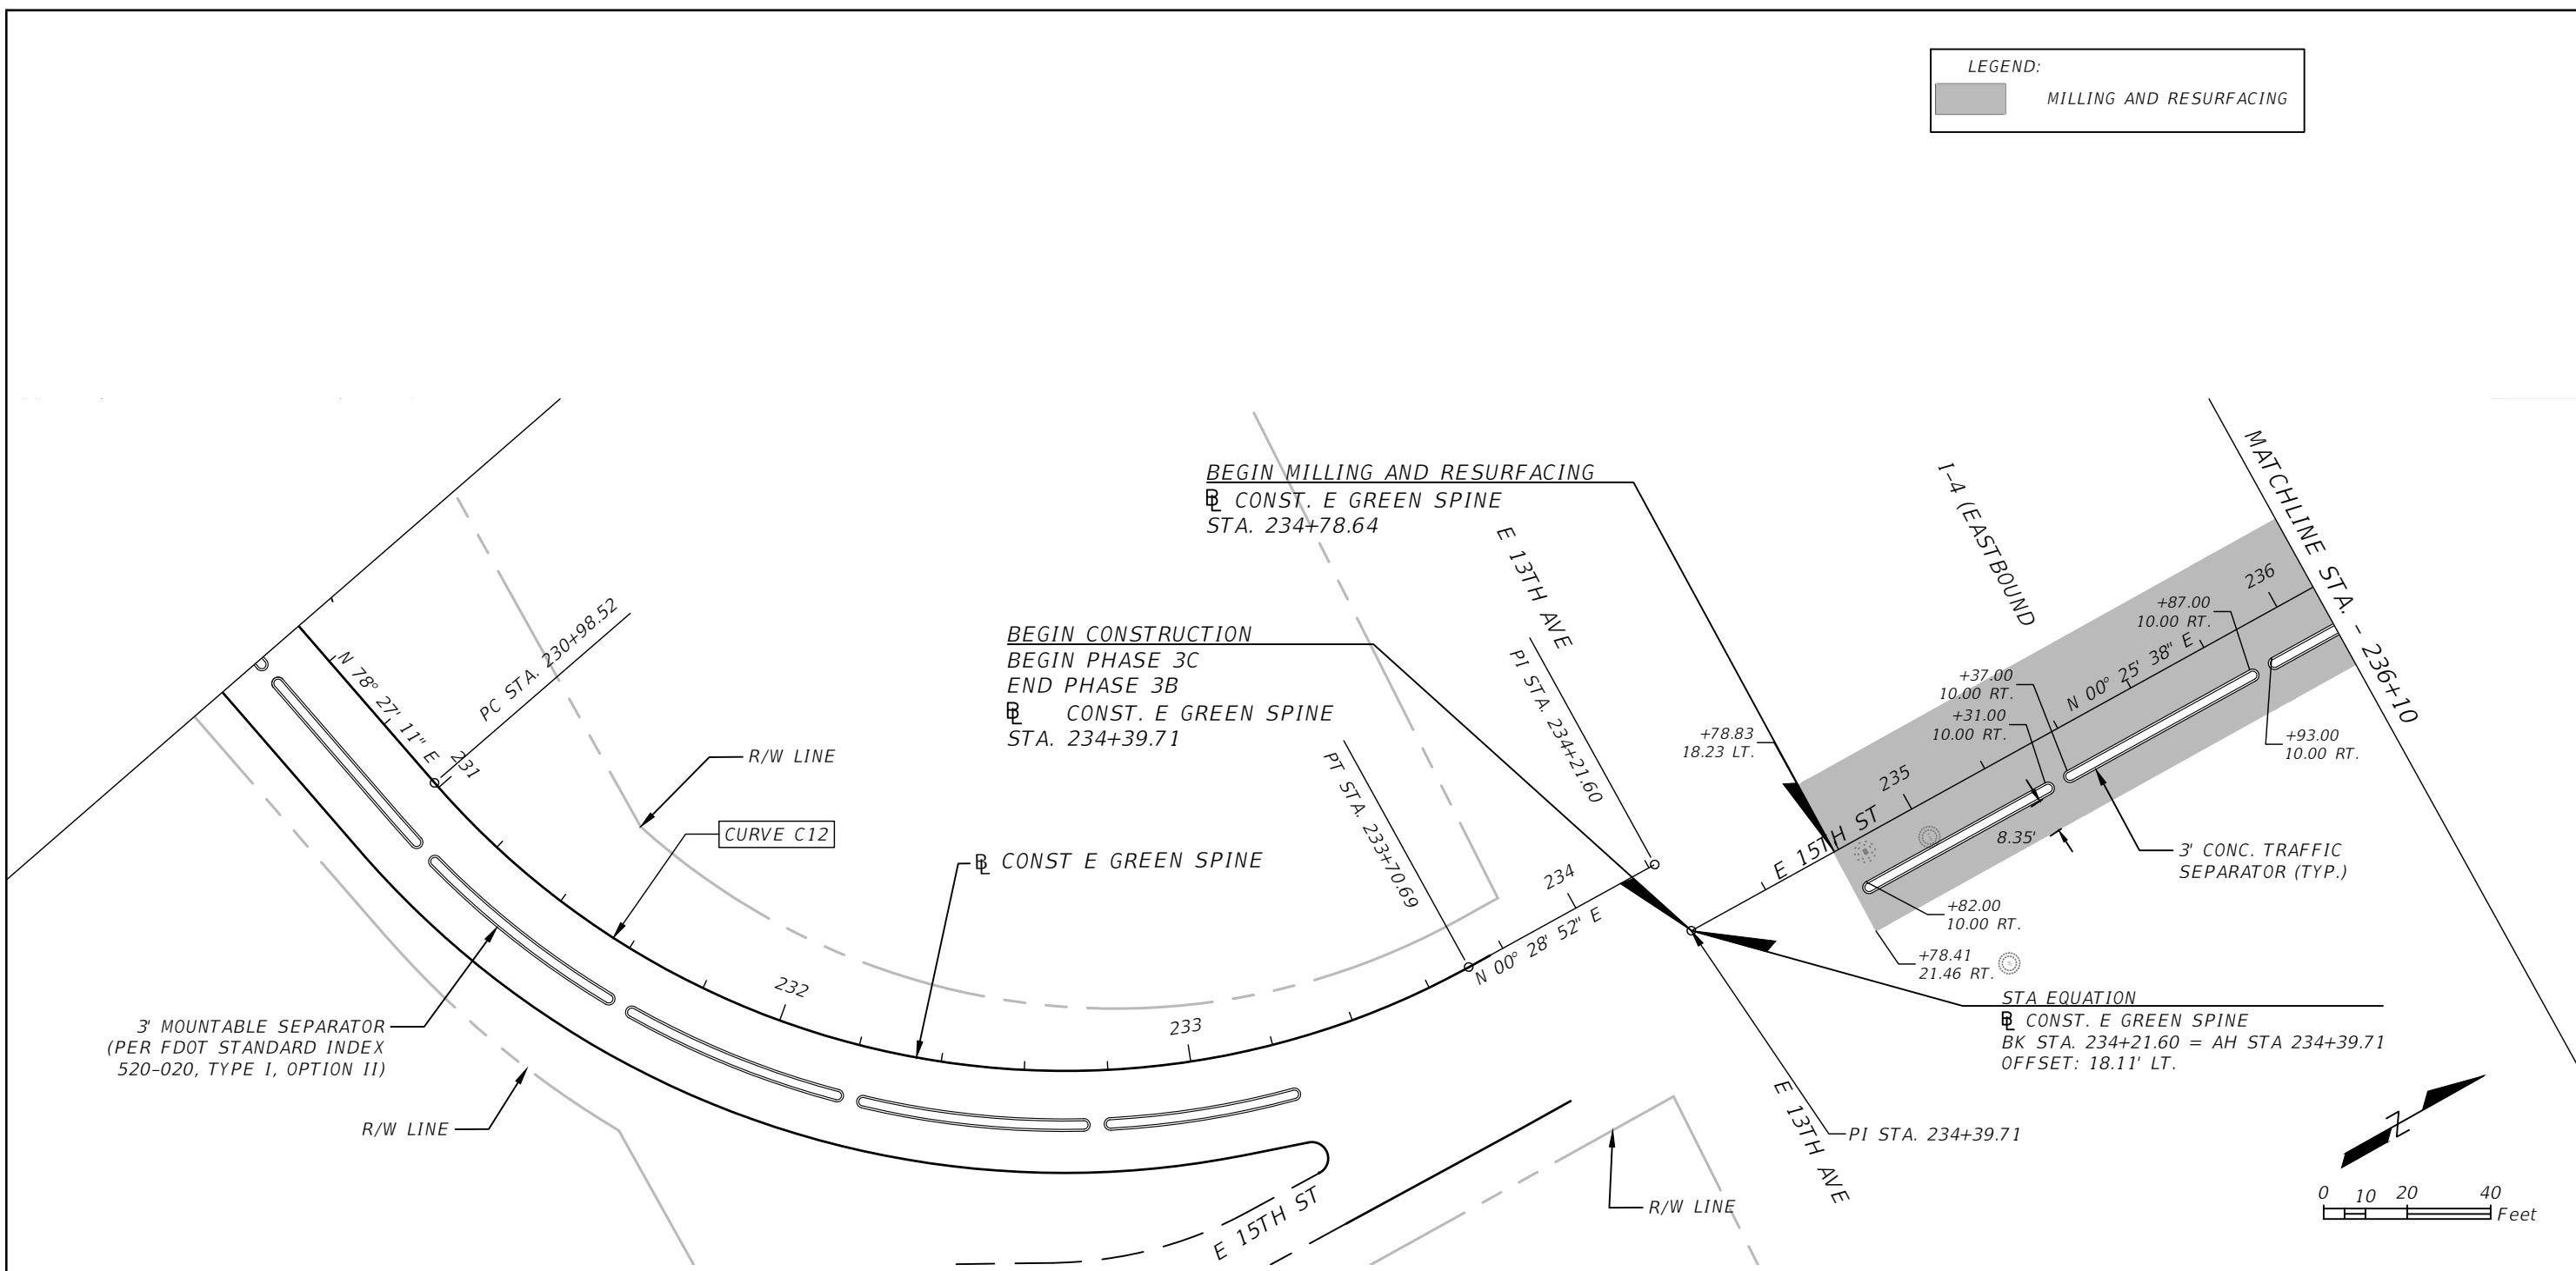 LEGEND:
MILLING AND RESURFACING
BEGIN MILLING AND RESURFACING
℄ CONST. E GREEN SPINE
STA. 234+78.64
E 13TH AVE
I-4 (EASTBOUND
MATCHLINE STA. - 236+10
BEGIN CONSTRUCTION
BEGIN PHASE 3C
END PHASE 3B
BL CONST. E GREEN SPINE
STA. 234+39.71
N 78° 27' 11" E
PC STA. 230+98.52
231
R/W LINE
CURVE C12
BL CONST E GREEN SPINE
PT STA. 233+70.69
PI STA. 234+21.60
234
N 00° 28' 52" E
232
233
+78.83
18.23 LT.
E 15TH ST
235
236
N 00° 25' 38" E
+87.00
10.00 RT.
+37.00
10.00 RT.
+31.00
10.00 RT.
+93.00
10.00 RT.
8.35'
3' CONC. TRAFFIC
SEPARATOR (TYP.)
+82.00
10.00 RT.
+78.41
21.46 RT.
STA EQUATION
BL CONST. E GREEN SPINE
BK STA. 234+21.60 = AH STA 234+39.71
OFFSET: 18.11' LT.
3' MOUNTABLE SEPARATOR
(PER FDOT STANDARD INDEX
520-020, TYPE I, OPTION II)
R/W LINE
E 13TH AVE
PI STA. 234+39.71
R/W LINE
E 15TH ST
N
0 10 20 40
Feet